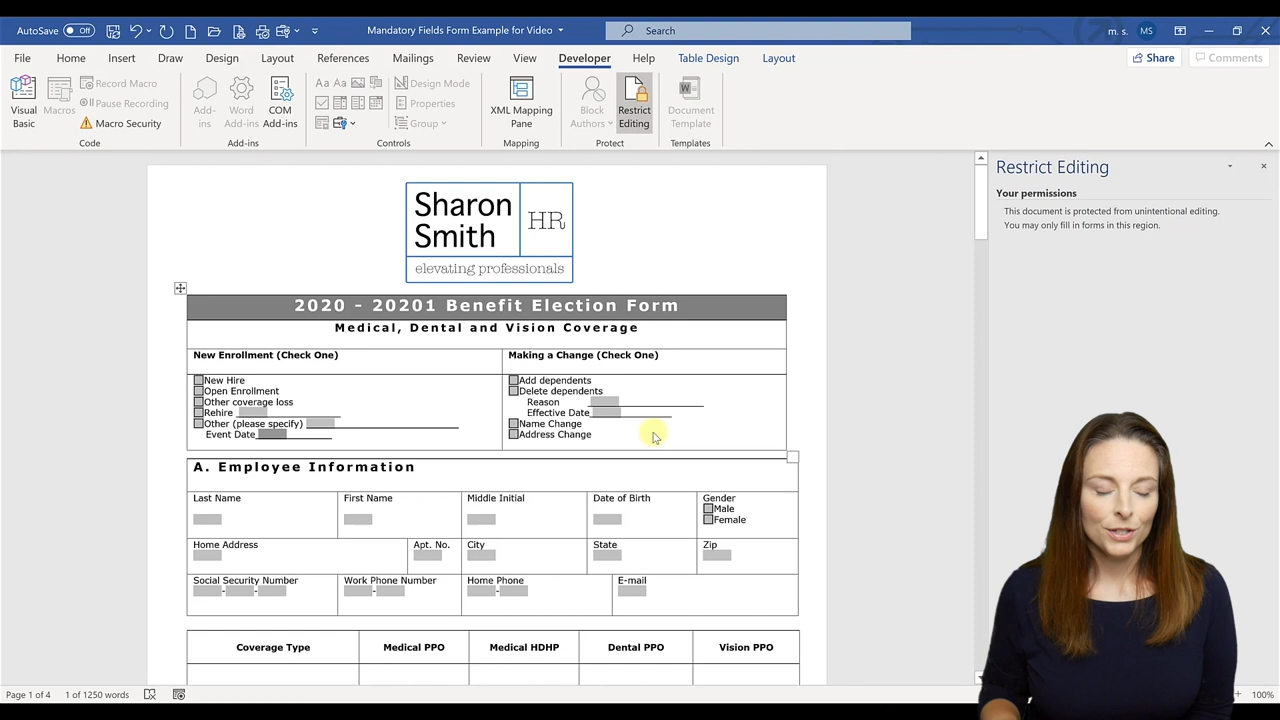 AutoSave Off Mandatory Fields Form Example for Video Search m. s. MS
File Home Insert Draw Design Layout References Mailings Review View Developer Help Table Design Layout Share Comments
Visual Basic
Macros
Record Macro
Pause Recording
Macro Security
Code
Add-ins
Word Add-ins
COM Add-ins
Add-ins
Aa Aa
Design Mode
Properties
Group
Controls
XML Mapping Pane
Mapping
Block Authors
Restrict Editing
Protect
Document Template
Templates
Sharon
Smith
HR
elevating professionals
2020 - 20201 Benefit Election Form
Medical, Dental and Vision Coverage
New Enrollment (Check One) Making a Change (Check One)
New Hire
Open Enrollment
Other coverage loss
Rehire
Other (please specify)
Event Date
Add dependents
Delete dependents
Reason
Effective Date
Name Change
Address Change
A. Employee Information
Last Name First Name Middle Initial Date of Birth Gender
Male
Female
Home Address Apt. No. City State Zip
Social Security Number Work Phone Number Home Phone E-mail
- - - -
Coverage Type Medical PPO Medical HDHP Dental PPO Vision PPO
Restrict Editing
Your permissions
This document is protected from unintentional editing.
You may only fill in forms in this region.
Page 1 of 4 1 of 1250 words + 100%